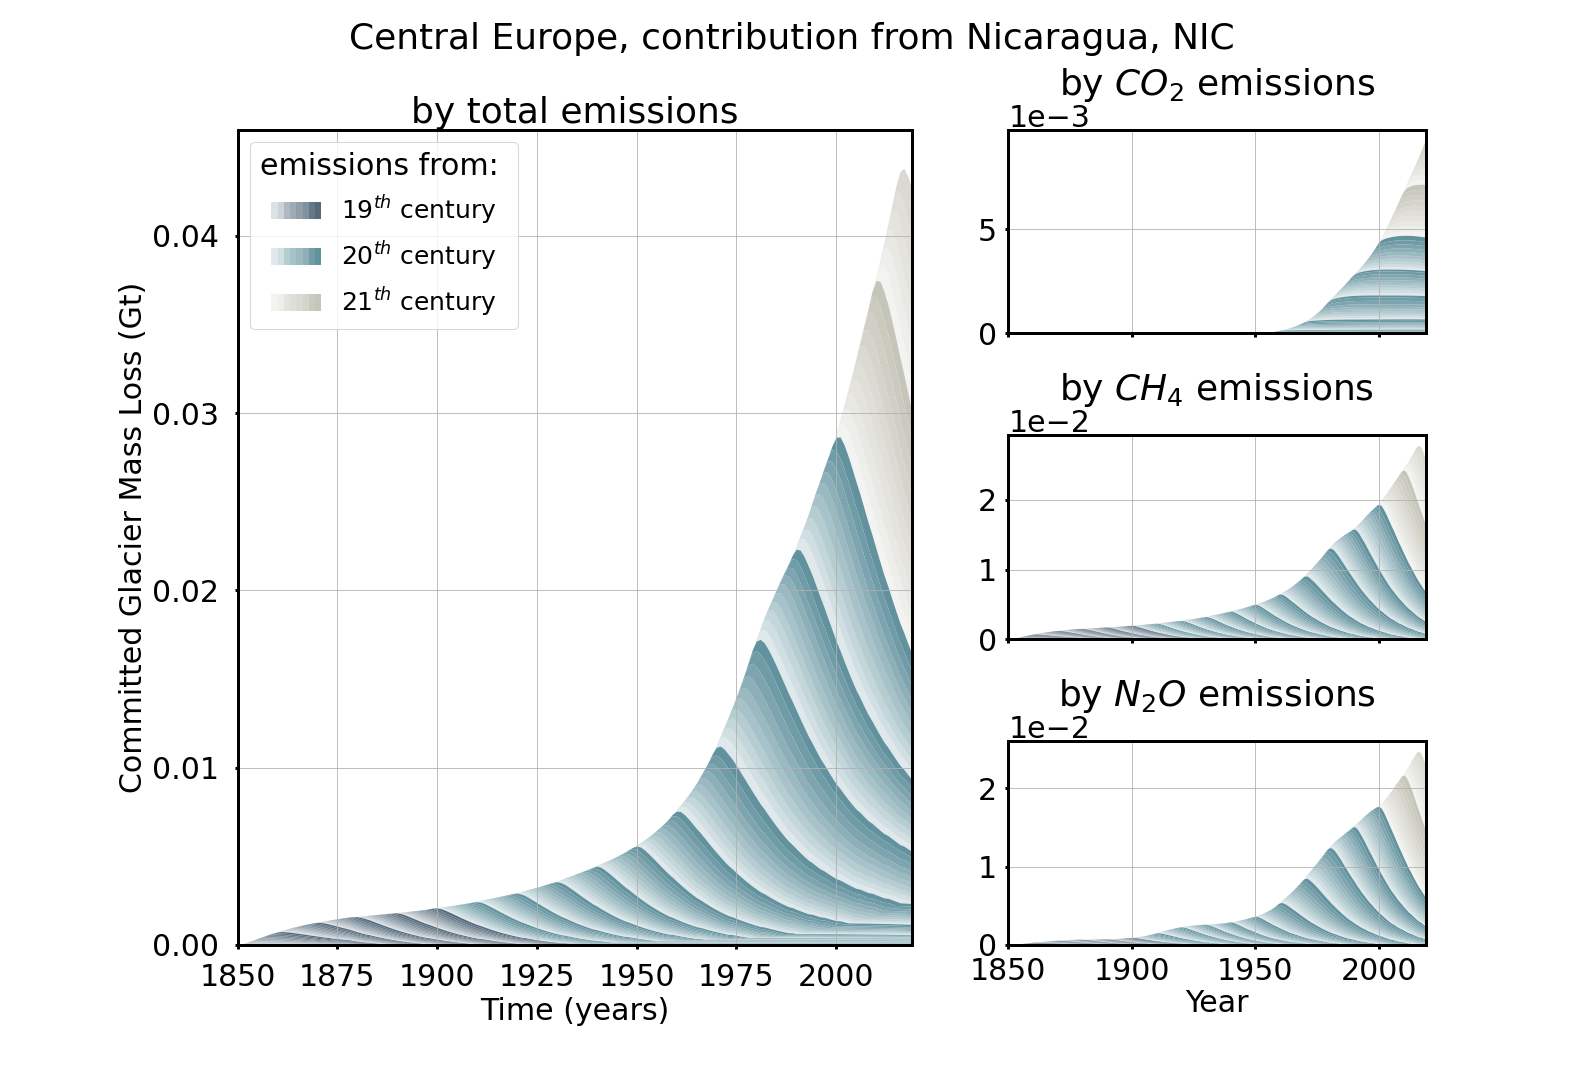 Central Europe, contribution from Nicaragua, NIC
by total emissions
Committed Glacier Mass Loss (Gt)
0.04
0.03
0.02
0.01
0.00
emissions from:
19th century
20th century
21th century
1850 1875 1900 1925 1950 1975 2000
Time (years)
by CO2 emissions
1e−3
5
0
by CH4 emissions
1e−2
2
1
0
by N2O emissions
1e−2
2
1
0
1850 1900 1950 2000
Year